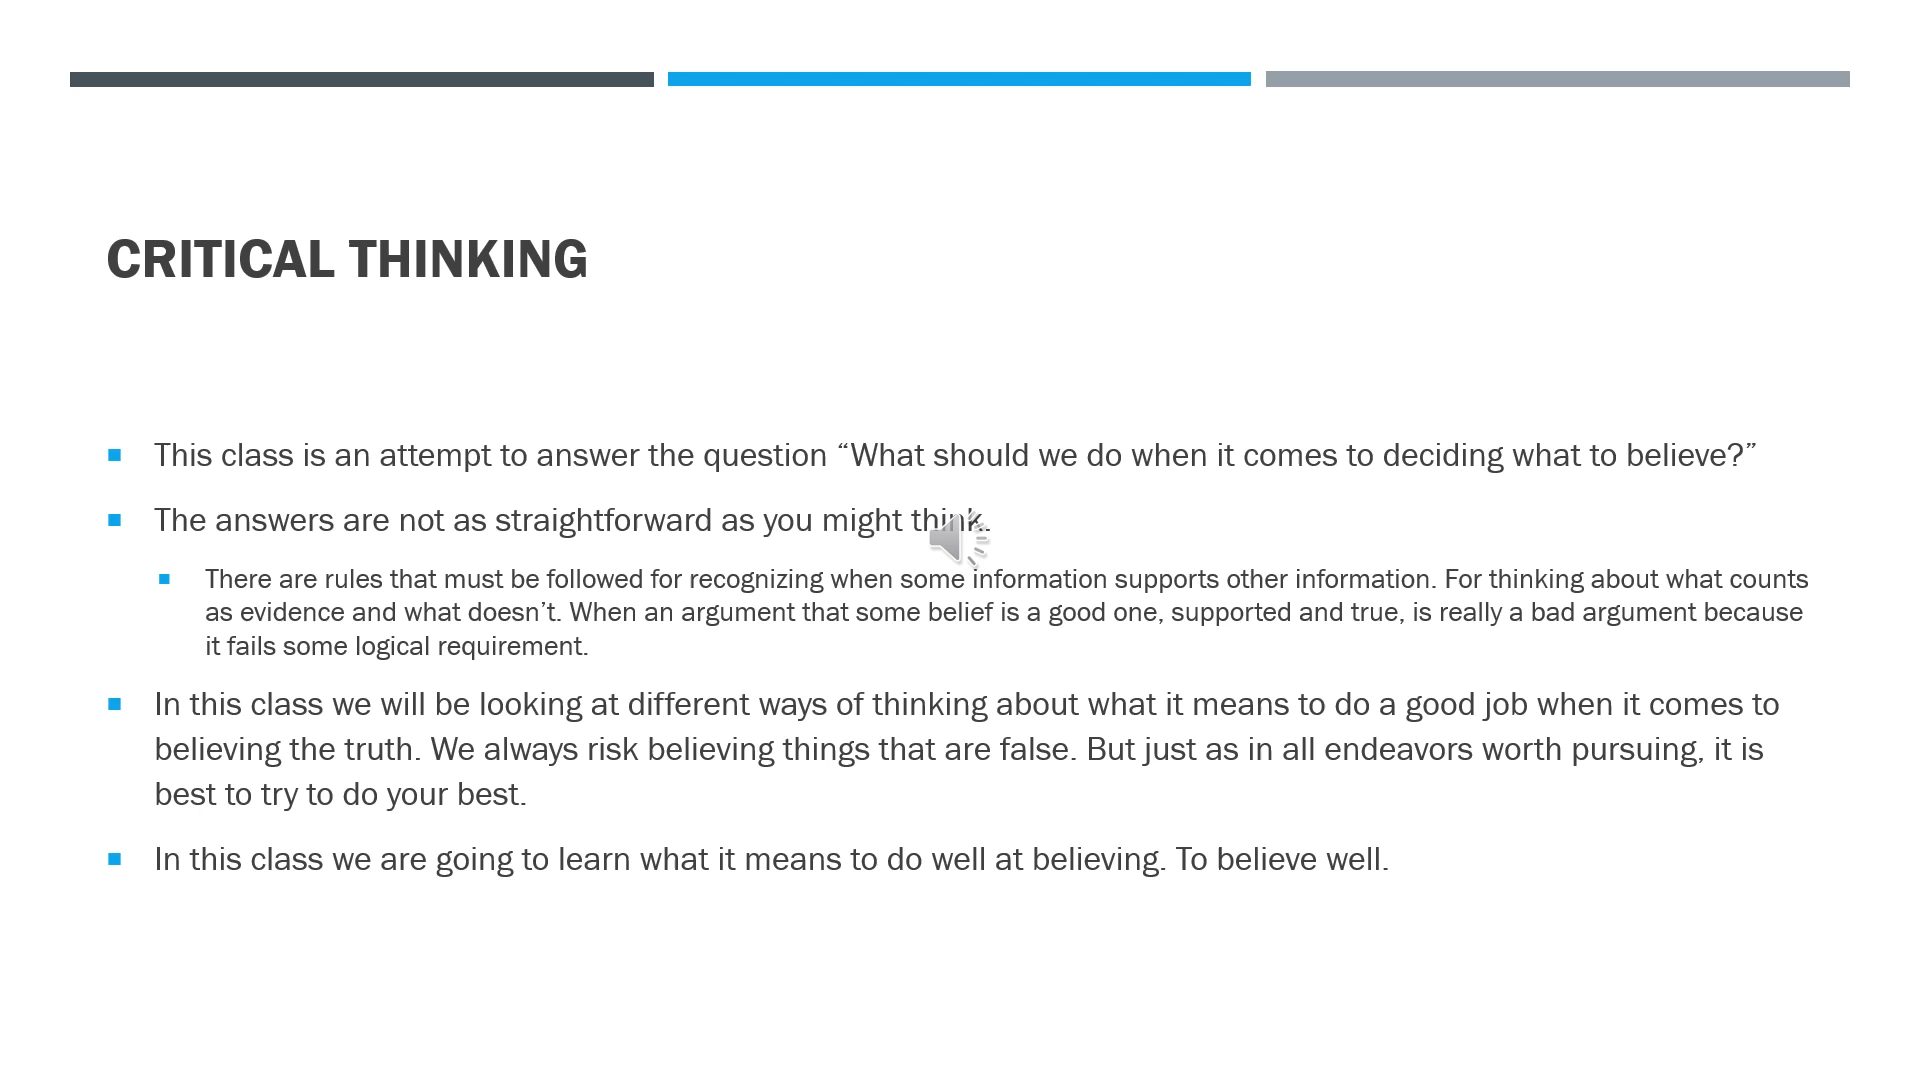 CRITICAL THINKING
This class is an attempt to answer the question “What should we do when it comes to deciding what to believe?”
The answers are not as straightforward as you might think.
There are rules that must be followed for recognizing when some information supports other information. For thinking about what counts
as evidence and what doesn’t. When an argument that some belief is a good one, supported and true, is really a bad argument because
it fails some logical requirement.
In this class we will be looking at different ways of thinking about what it means to do a good job when it comes to
believing the truth. We always risk believing things that are false. But just as in all endeavors worth pursuing, it is
best to try to do your best.
In this class we are going to learn what it means to do well at believing. To believe well.